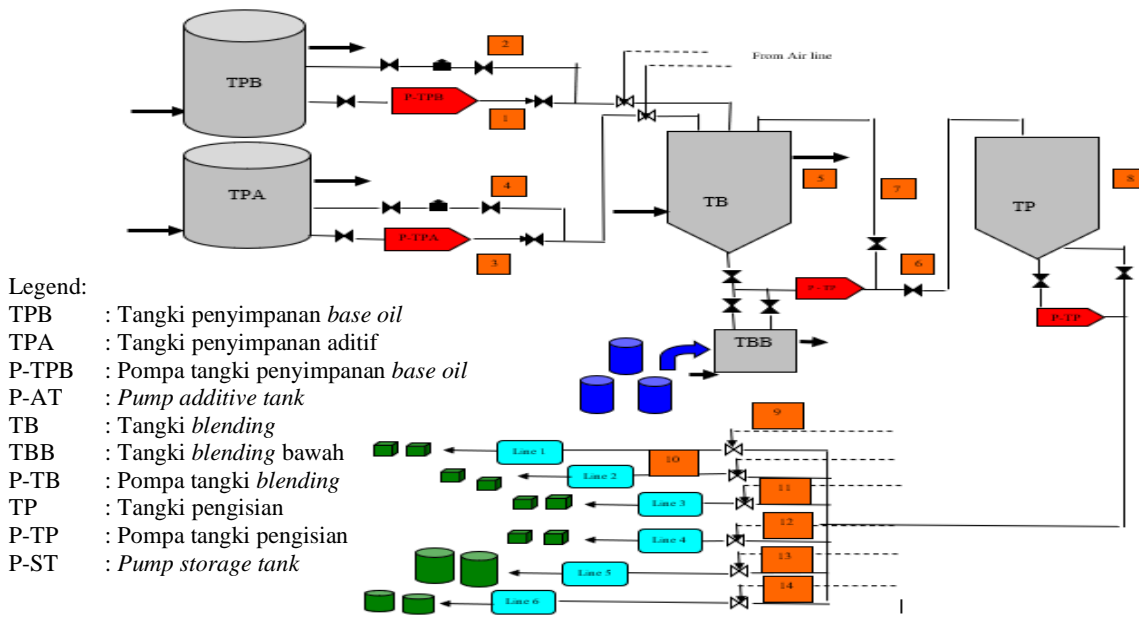 2
From Air line
TPB
P-TPB
1
4
TPA
P-TPA
3
TB
5
7
6
TP
8
P-TP
TBB
Legend:
TPB : Tangki penyimpanan base oil
TPA : Tangki penyimpanan aditif
P-TPB : Pompa tangki penyimpanan base oil
P-AT : Pump additive tank
TB : Tangki blending
TBB : Tangki blending bawah
P-TB : Pompa tangki blending
TP : Tangki pengisian
P-TP : Pompa tangki pengisian
P-ST : Pump storage tank
9
Line 1
10
Line 2
11
Line 3
12
Line 4
13
Line 5
14
Line 6